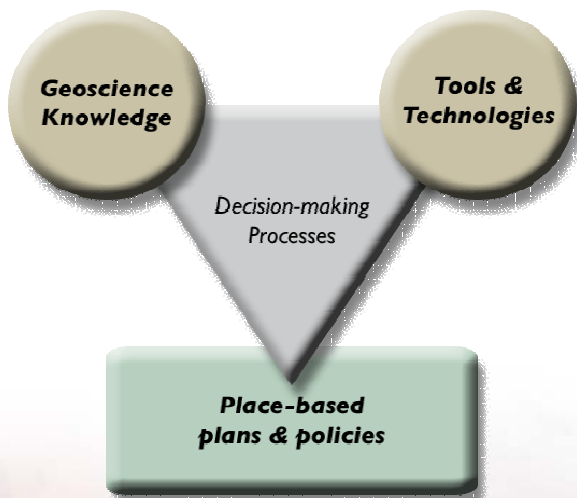 Geoscience
Knowledge
Tools &
Technologies
Decision-making
Processes
Place-based
plans & policies